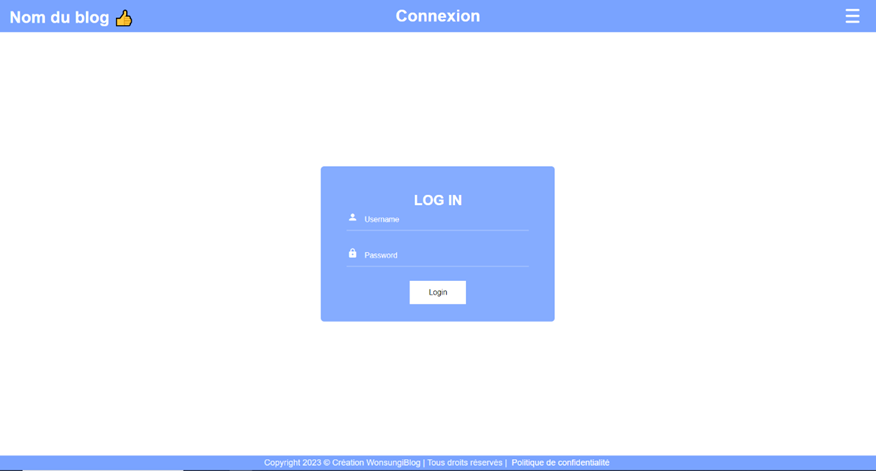 Nom du blog 👍
Connexion
LOG IN
Username
Password
Login
Copyright 2023 © Création WonsungiBlog | Tous droits réservés | Politique de confidentialité